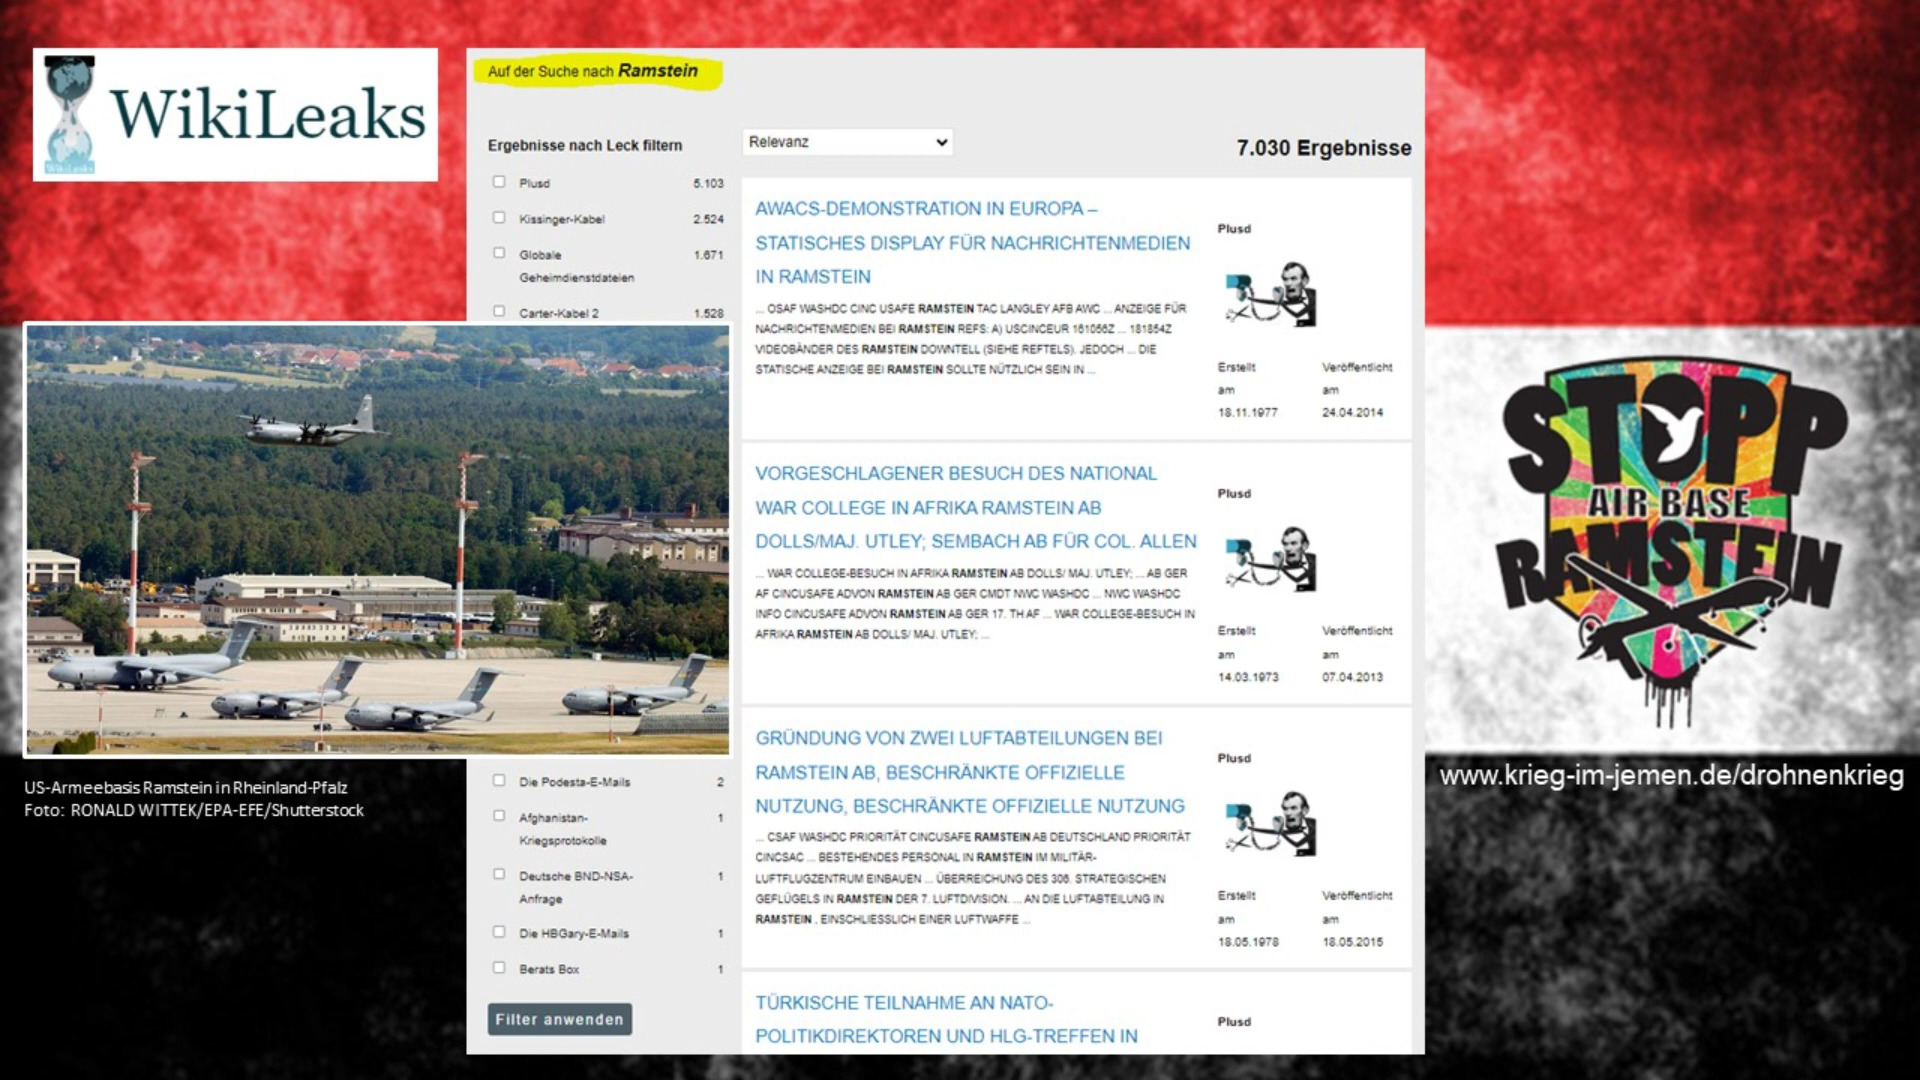 WikiLeaks
WikiLeaks
Auf der Suche nach Ramstein
Ergebnisse nach Leck filtern
Plusd 5.103
Kissinger-Kabel 2.524
Globale 1.671
Geheimdienstdateien
Carter-Kabel 2 1.528
Relevanz
7.030 Ergebnisse
AWACS-DEMONSTRATION IN EUROPA –
STATISCHES DISPLAY FÜR NACHRICHTENMEDIEN
IN RAMSTEIN
... OSAF WASHDC CINC USAFE RAMSTEIN TAC LANGLEY AFB AWC ... ANZEIGE FÜR
NACHRICHTENMEDIEN BEI RAMSTEIN REFS: A) USCINCEUR 161056Z ... 181854Z
VIDEOBÄNDER DES RAMSTEIN DOWNTELL (SIEHE REFTELS). JEDOCH ... DIE
STATISCHE ANZEIGE BEI RAMSTEIN SOLLTE NÜTZLICH SEIN IN ...
Plusd
Erstellt
am
18.11.1977
Veröffentlicht
am
24.04.2014
VORGESCHLAGENER BESUCH DES NATIONAL
WAR COLLEGE IN AFRIKA RAMSTEIN AB
DOLLS/MAJ. UTLEY; SEMBACH AB FÜR COL. ALLEN
... WAR COLLEGE-BESUCH IN AFRIKA RAMSTEIN AB DOLLS/ MAJ. UTLEY; ... AB GER
AF CINCUSAFE ADVON RAMSTEIN AB GER CMDT NWC WASHDC ... NWC WASHDC
INFO CINCUSAFE ADVON RAMSTEIN AB GER 17. TH AF ... WAR COLLEGE-BESUCH IN
AFRIKA RAMSTEIN AB DOLLS/ MAJ. UTLEY; ...
Plusd
Erstellt
am
14.03.1973
Veröffentlicht
am
07.04.2013
GRÜNDUNG VON ZWEI LUFTABTEILUNGEN BEI
RAMSTEIN AB, BESCHRÄNKTE OFFIZIELLE
NUTZUNG, BESCHRÄNKTE OFFIZIELLE NUTZUNG
... CSAF WASHDC PRIORITÄT CINCUSAFE RAMSTEIN AB DEUTSCHLAND PRIORITÄT
CINCSAC ... BESTEHENDES PERSONAL IN RAMSTEIN IM MILITÄR-
LUFTFLUGZENTRUM EINBAUEN ... ÜBERREICHUNG DES 306. STRATEGISCHEN
GEFLÜGELS IN RAMSTEIN DER 7. LUFTDIVISION. ... AN DIE LUFTABTEILUNG IN
RAMSTEIN , EINSCHLIESSLICH EINER LUFTWAFFE ...
Plusd
Erstellt
am
18.05.1978
Veröffentlicht
am
18.05.2015
TÜRKISCHE TEILNAHME AN NATO-
POLITIKDIREKTOREN UND HLG-TREFFEN IN
Plusd
US-Armeebasis Ramstein in Rheinland-Pfalz
Foto: RONALD WITTEK/EPA-EFE/Shutterstock
Die Podesta-E-Mails 2
Afghanistan- 1
Kriegsprotokolle
Deutsche BND-NSA- 1
Anfrage
Die HBGary-E-Mails 1
Berats Box 1
Filter anwenden
STOPP
AIR BASE
RAMSTEIN
www.krieg-im-jemen.de/drohnenkrieg